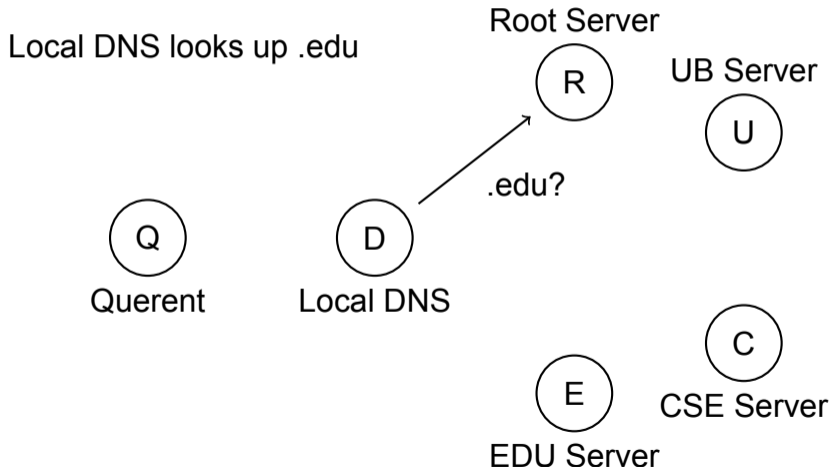 Local DNS looks up .edu
Root Server
R
UB Server
U
.edu?
Q
Querent
D
Local DNS
C
CSE Server
E
EDU Server